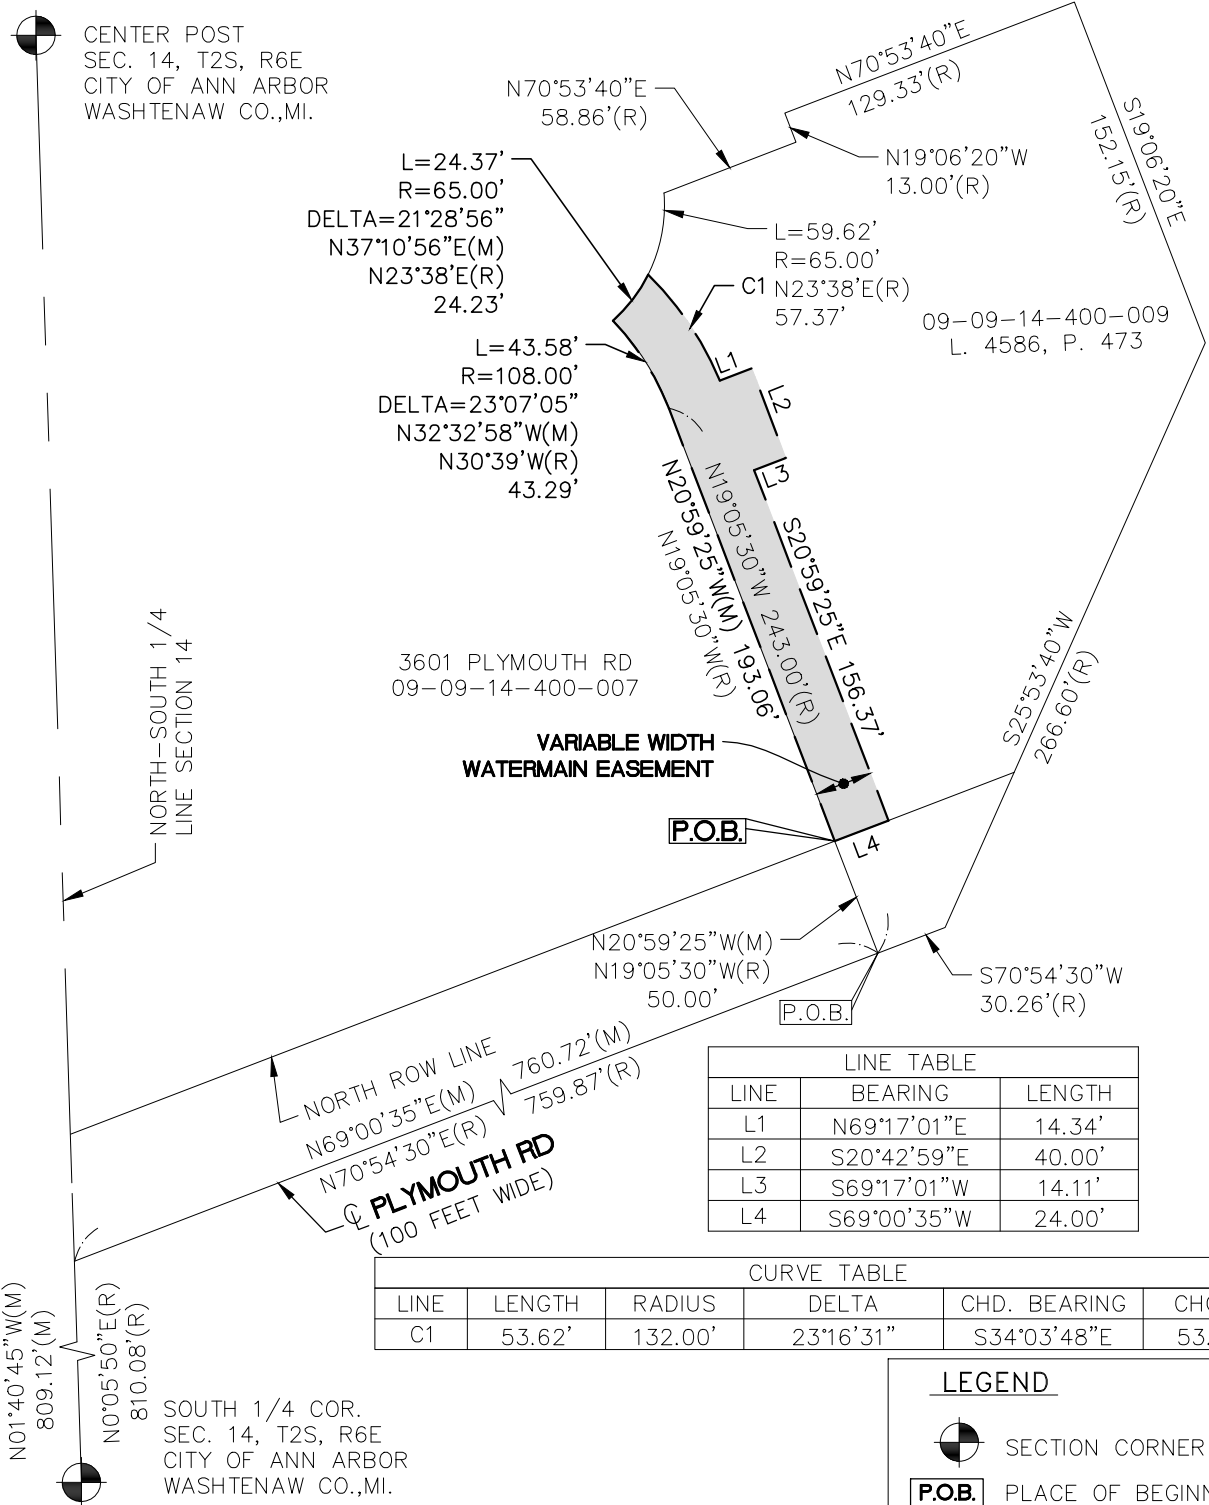 CENTER POST
SEC. 14, T2S, R6E
CITY OF ANN ARBOR
WASHTENAW CO.,MI.
N70°53'40"E
129.33'(R)
N70°53'40"E
58.86'(R)
S19°06'20"E
152.15'(R)
N19°06'20"W
13.00'(R)
L=24.37'
R=65.00'
DELTA=21°28'56"
N37°10'56"E(M)
N23°38'E(R)
24.23'
L=59.62'
R=65.00'
N23°38'E(R)
57.37'
C1
09-09-14-400-009
L. 4586, P. 473
L=43.58'
R=108.00'
DELTA=23°07'05"
N32°32'58"W(M)
N30°39'W(R)
43.29'
L1
L2
L3
N20°59'25"W(M) 193.06'
N19°05'30"W(R)
N19°05'30"W 243.00'(R)
S20°59'25"E 156.37'
NORTH-SOUTH 1/4
LINE SECTION 14
3601 PLYMOUTH RD
09-09-14-400-007
S25°53'40"W
266.60'(R)
VARIABLE WIDTH
WATERMAIN EASEMENT
P.O.B.
L4
N20°59'25"W(M)
N19°05'30"W(R)
50.00'
S70°54'30"W
30.26'(R)
P.O.B.
NORTH ROW LINE
N69°00'35"E(M) 760.72'(M)
N70°54'30"E(R) 759.87'(R)
℄ PLYMOUTH RD
(100 FEET WIDE)
LINE TABLE
LINE BEARING LENGTH
L1 N69°17'01"E 14.34'
L2 S20°42'59"E 40.00'
L3 S69°17'01"W 14.11'
L4 S69°00'35"W 24.00'
CURVE TABLE
LINE LENGTH RADIUS DELTA CHD. BEARING
C1 53.62' 132.00' 23°16'31" S34°03'48"E 53.
N01°40'45"W(M)
809.12'(M)
N0°05'50"E(R)
810.08'(R)
SOUTH 1/4 COR.
SEC. 14, T2S, R6E
CITY OF ANN ARBOR
WASHTENAW CO.,MI.
LEGEND
SECTION CORNER
P.O.B. PLACE OF BEGINN